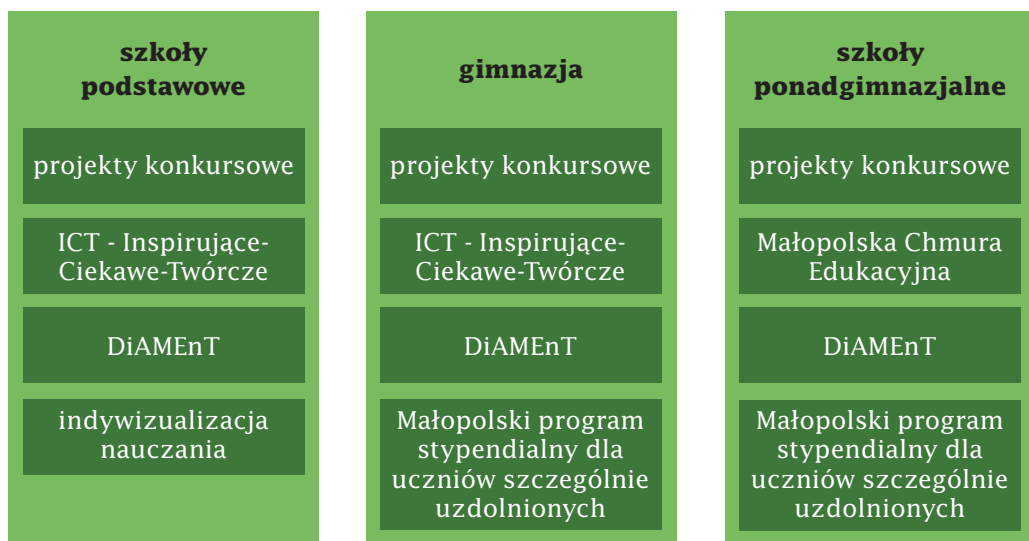 szkoły
podstawowe
projekty konkursowe
ICT - Inspirujące-
Ciekawe-Twórcze
DiAMEnT
indywizualizacja
nauczania
gimnazja
projekty konkursowe
ICT - Inspirujące-
Ciekawe-Twórcze
DiAMEnT
Małopolski program
stypendialny dla
uczniów szczególnie
uzdolnionych
szkoły
ponadgimnazjalne
projekty konkursowe
Małopolska Chmura
Edukacyjna
DiAMEnT
Małopolski program
stypendialny dla
uczniów szczególnie
uzdolnionych